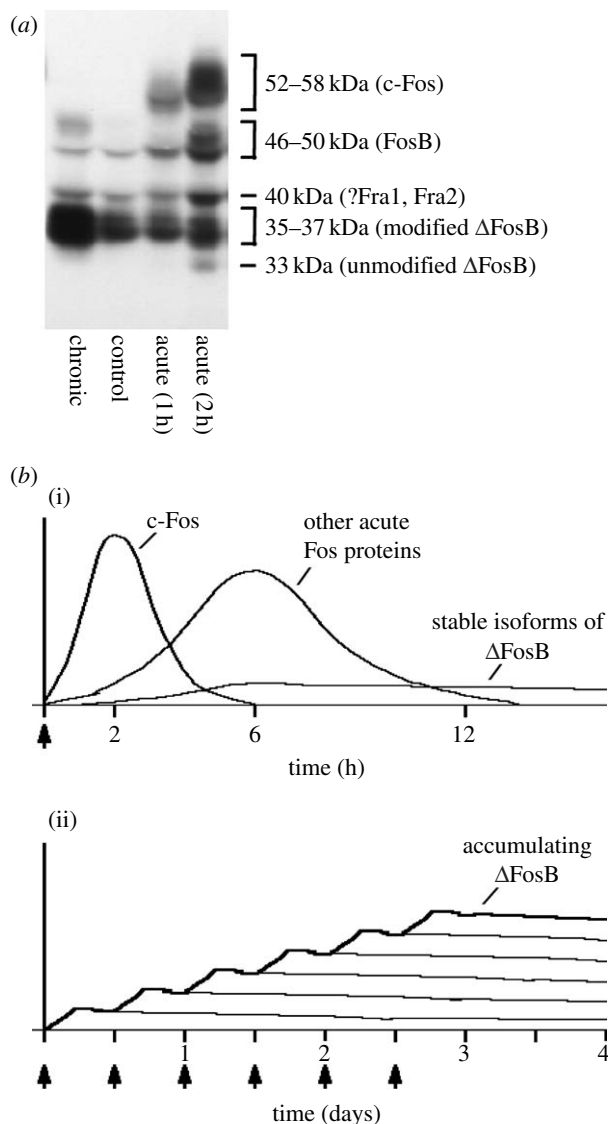 (a)
52–58 kDa (c-Fos)
46–50 kDa (FosB)
40 kDa (?Fra1, Fra2)
35–37 kDa (modified ΔFosB)
33 kDa (unmodified ΔFosB)
chronic
control
acute (1 h)
acute (2 h)
(b)
(i)
c-Fos
other acute
Fos proteins
stable isoforms of
ΔFosB
2
6
12
time (h)
(ii)
accumulating
ΔFosB
1
2
3
4
time (days)